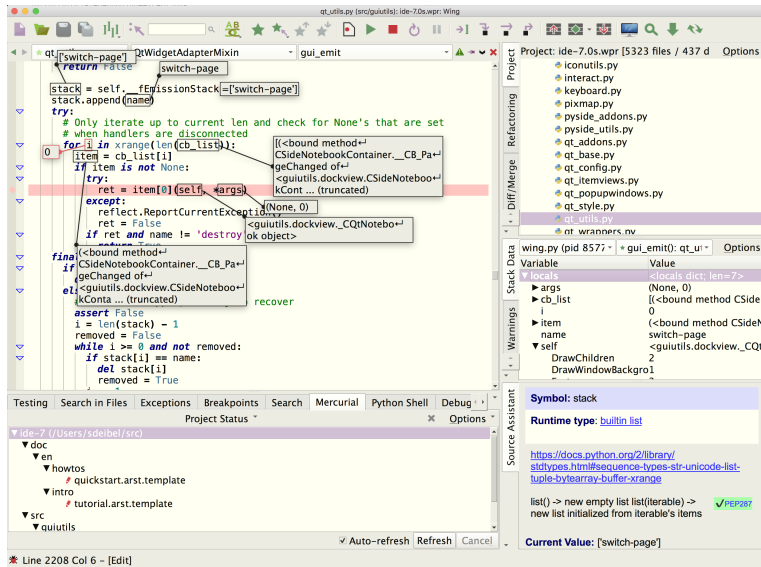 qt_utils.py (src/guiutils): ide-7.0s.wpr: Wing
QtWidgetAdapterMixin
gui_emit
['switch-page']
return False
switch-page
stack = self.__fEmissionStack
=['switch-page']
stack.append(name)
try:
# Only iterate up to current len and check for None's that are set
# when handlers are disconnected
for i in xrange(len(cb_list)):
0
item = cb_list[i]
if item is not None:
try:
ret = item[0](self, *args)
except:
reflect.ReportCurrentException()
ret = False
if ret and name != 'destroy'
return True
[(<bound method↵
CSideNotebookContainer.__CB_Pa↵
geChanged of↵
<guiutils.dockview.CSideNoteboo↵
kCont ... (truncated)
(None, 0)
<guiutils.dockview._CQtNotebo↵
ok object>
(<bound method↵
CSideNotebookContainer.__CB_Pa↵
geChanged of↵
<guiutils.dockview.CSideNoteboo↵
kConta ... (truncated)
if
to recover
assert False
i = len(stack) - 1
removed = False
while i >= 0 and not removed:
if stack[i] == name:
del stack[i]
removed = True
Testing Search in Files Exceptions Breakpoints Search Mercurial Python Shell Debug
Project Status
Options
ide-7 (/Users/sdeibel/src)
doc
en
howtos
quickstart.arst.template
intro
tutorial.arst.template
src
guiutils
Auto-refresh Refresh Cancel
Line 2208 Col 6 - [Edit]
Project
Refactoring
Diff/Merge
Project: ide-7.0s.wpr [5323 files / 437 d
Options
iconutils.py
interact.py
keyboard.py
pixmap.py
pyside_addons.py
pyside_utils.py
qt_addons.py
qt_base.py
qt_config.py
qt_itemviews.py
qt_popupwindows.py
qt_style.py
qt_utils.py
qt_wrappers.py
Stack Data
Warnings
wing.py (pid 8577
gui_emit(): qt_u
Options
Variable Value
locals <locals dict; len=7>
args (None, 0)
cb_list [(<bound method CSideN
i 0
item (<bound method CSideN
name switch-page
self <guiutils.dockview._CQt
DrawChildren 2
DrawWindowBackgro 1
Source Assistant
Symbol: stack
Runtime type: builtin list
https://docs.python.org/2/library/
stdtypes.html#sequence-types-str-unicode-list-
tuple-bytearray-buffer-xrange
list() -> new empty list list(iterable) ->
new list initialized from iterable's items
✓PEP287
Current Value: ['switch-page']